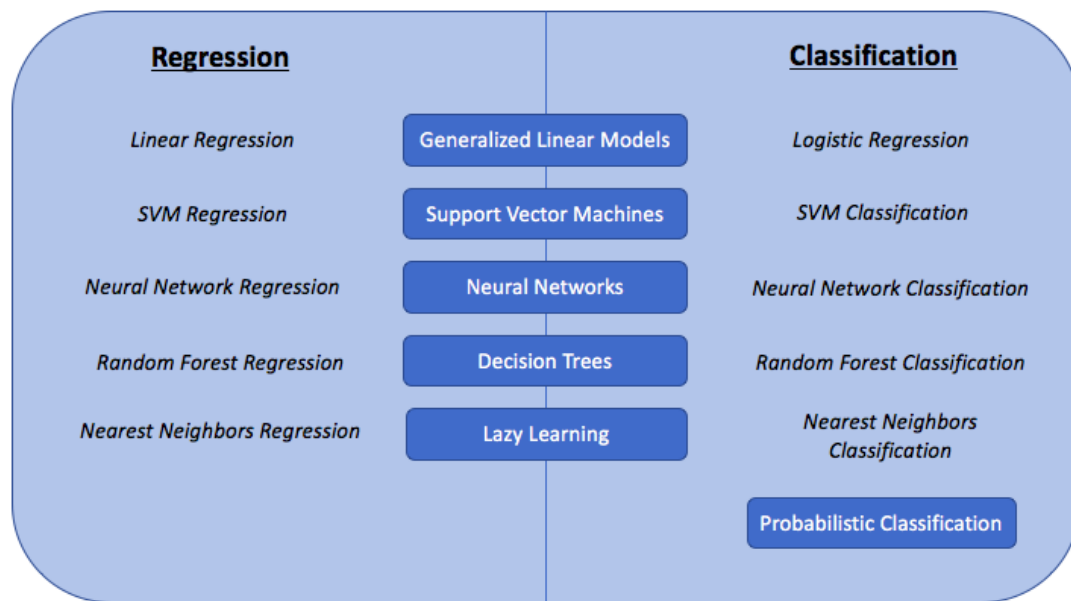 Regression
Classification
Linear Regression
Generalized Linear Models
Logistic Regression
SVM Regression
Support Vector Machines
SVM Classification
Neural Network Regression
Neural Networks
Neural Network Classification
Random Forest Regression
Decision Trees
Random Forest Classification
Nearest Neighbors Regression
Lazy Learning
Nearest Neighbors
Classification
Probabilistic Classification